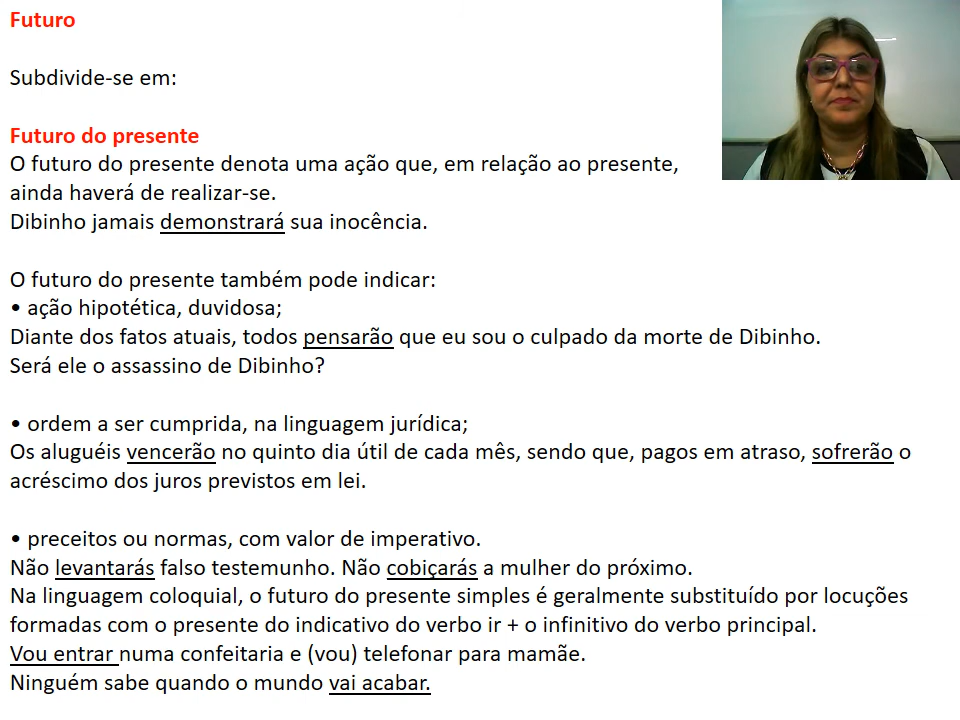 Futuro
Subdivide-se em:
Futuro do presente
O futuro do presente denota uma ação que, em relação ao presente,
ainda haverá de realizar-se.
Dibinho jamais demonstrará sua inocência.
O futuro do presente também pode indicar:
• ação hipotética, duvidosa;
Diante dos fatos atuais, todos pensarão que eu sou o culpado da morte de Dibinho.
Será ele o assassino de Dibinho?
• ordem a ser cumprida, na linguagem jurídica;
Os aluguéis vencerão no quinto dia útil de cada mês, sendo que, pagos em atraso, sofrerão o
acréscimo dos juros previstos em lei.
• preceitos ou normas, com valor de imperativo.
Não levantarás falso testemunho. Não cobiçarás a mulher do próximo.
Na linguagem coloquial, o futuro do presente simples é geralmente substituído por locuções
formadas com o presente do indicativo do verbo ir + o infinitivo do verbo principal.
Vou entrar numa confeitaria e (vou) telefonar para mamãe.
Ninguém sabe quando o mundo vai acabar.